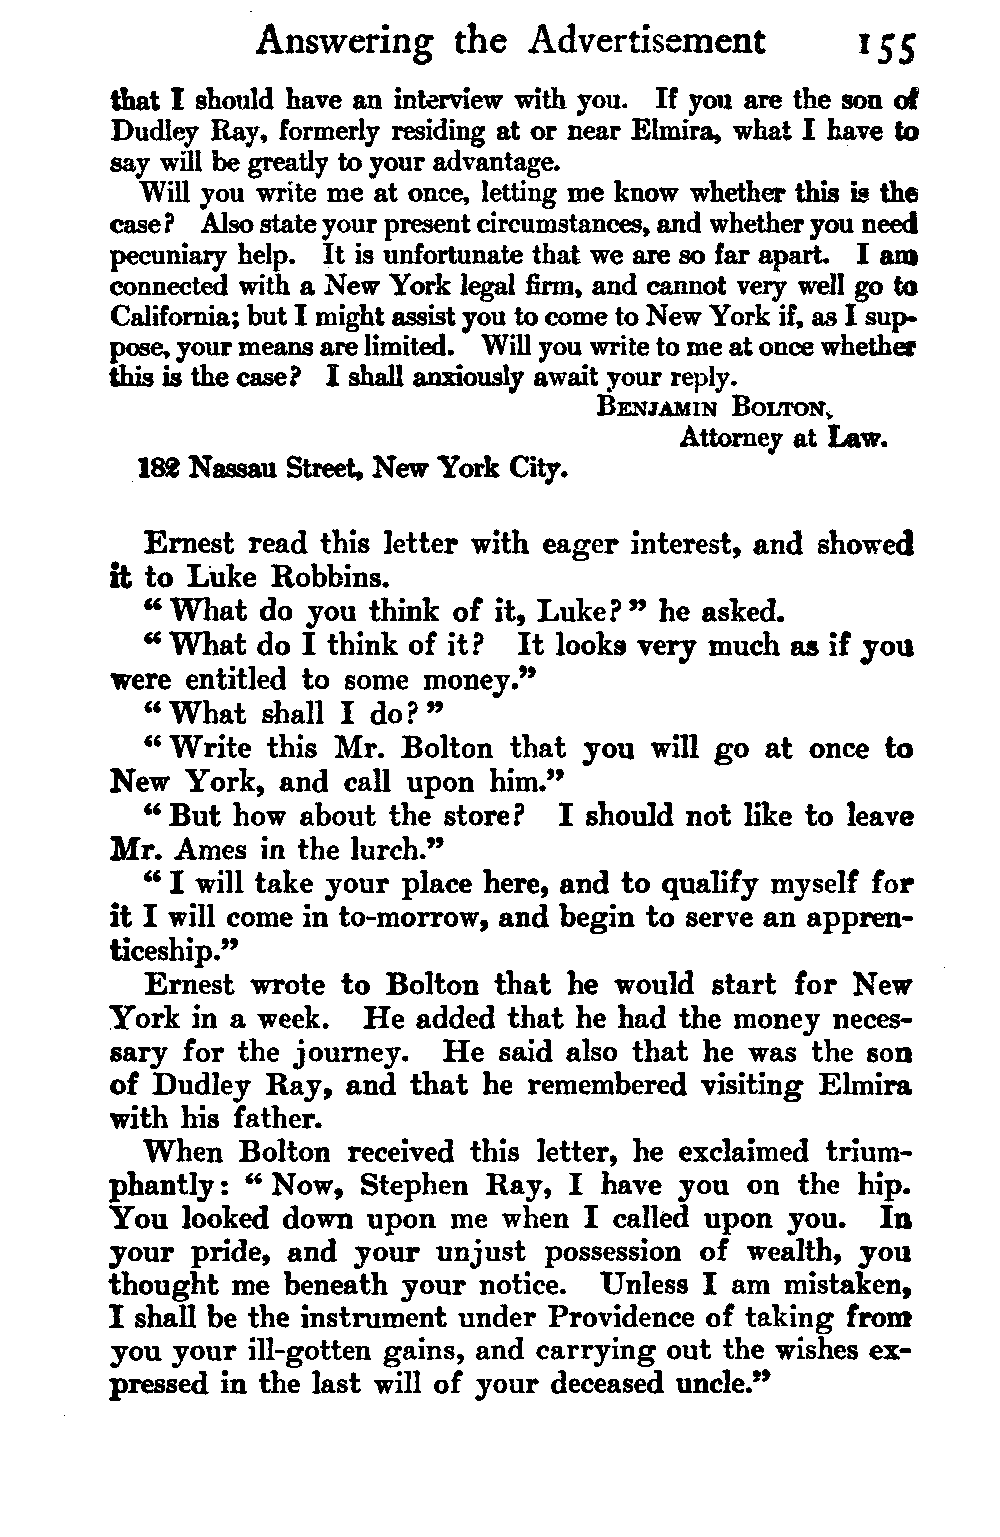 Answering the Advertisement 155
that I should have an interview with you. If you are the son of
Dudley Ray, formerly residing at or near Elmira, what I have to
say will be greatly to your advantage.
Will you write me at once, letting me know whether this is the
case? Also state your present circumstances, and whether you need
pecuniary help. It is unfortunate that we are so far apart. I am
connected with a New York legal firm, and cannot very well go to
California; but I might assist you to come to New York if, as I sup-
pose, your means are limited. Will you write to me at once whether
this is the case? I shall anxiously await your reply.
BENJAMIN BOLTON,
Attorney at Law.
182 Nassau Street, New York City.
Ernest read this letter with eager interest, and showed
it to Luke Robbins.
“What do you think of it, Luke?” he asked.
“What do I think of it? It looks very much as if you
were entitled to some money.”
“What shall I do?”
“Write this Mr. Bolton that you will go at once to
New York, and call upon him.”
“But how about the store? I should not like to leave
Mr. Ames in the lurch.”
“I will take your place here, and to qualify myself for
it I will come in to-morrow, and begin to serve an appren-
ticeship.”
Ernest wrote to Bolton that he would start for New
York in a week. He added that he had the money neces-
sary for the journey. He said also that he was the son
of Dudley Ray, and that he remembered visiting Elmira
with his father.
When Bolton received this letter, he exclaimed trium-
phantly: “Now, Stephen Ray, I have you on the hip.
You looked down upon me when I called upon you. In
your pride, and your unjust possession of wealth, you
thought me beneath your notice. Unless I am mistaken,
I shall be the instrument under Providence of taking from
you your ill-gotten gains, and carrying out the wishes ex-
pressed in the last will of your deceased uncle.”